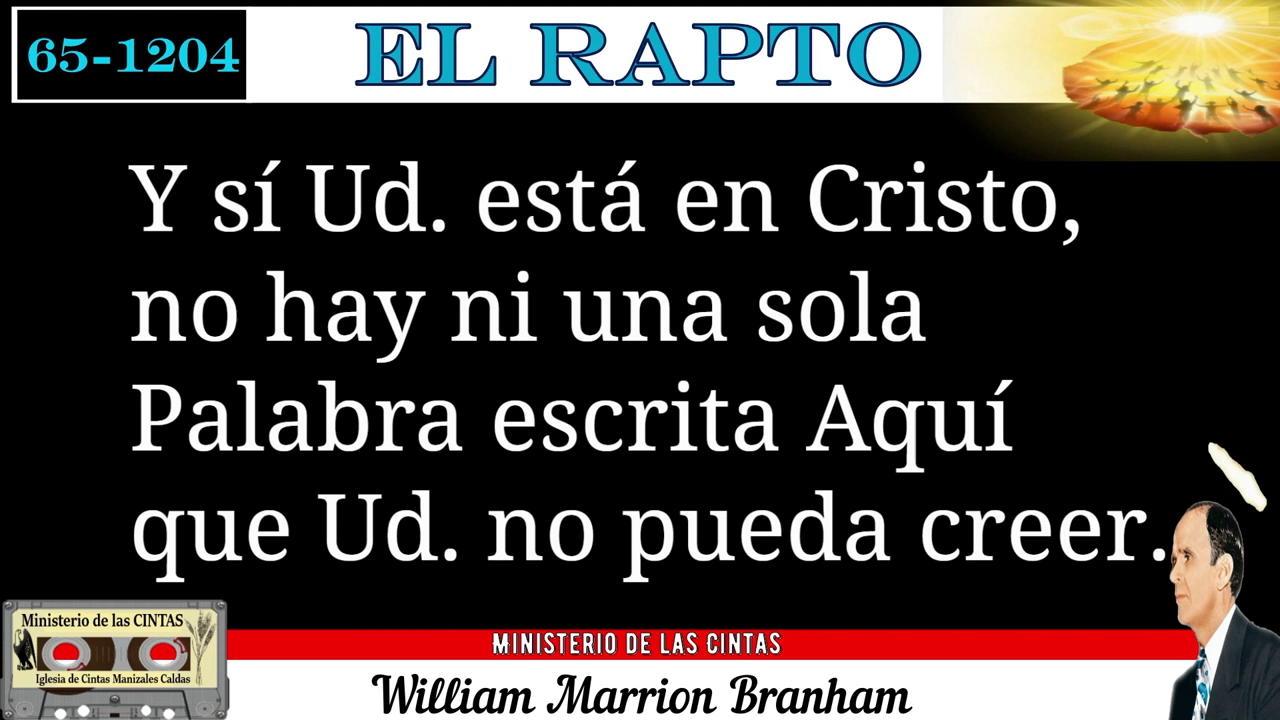 65-1204
EL RAPTO
Y sí Ud. está en Cristo,
no hay ni una sola
Palabra escrita Aquí
que Ud. no pueda creer.
Ministerio de las CINTAS
Iglesia de Cintas Manizales Caldas
MINISTERIO DE LAS CINTAS
William Marrion Branham